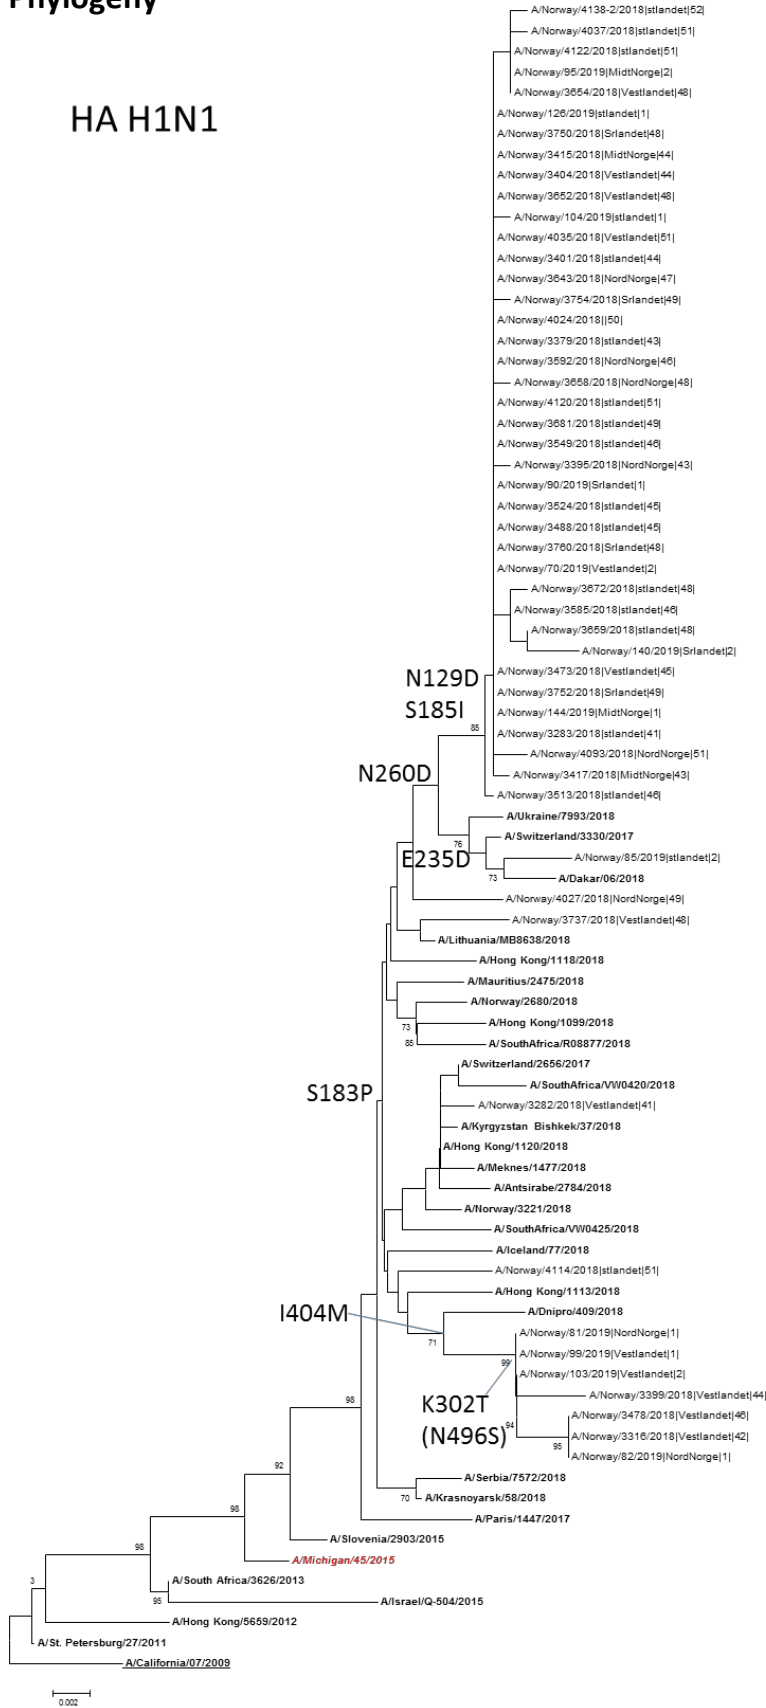 Phylogeny
HA H1N1
A/Norway/4138-2/2018|stlandet|52|
A/Norway/4037/2018|stlandet|51|
A/Norway/4122/2018|stlandet|51|
A/Norway/95/2019|MidtNorge|2|
A/Norway/3654/2018|Vestlandet|48|
A/Norway/126/2019|stlandet|1|
A/Norway/3750/2018|Srlandet|48|
A/Norway/3415/2018|MidtNorge|44|
A/Norway/3404/2018|Vestlandet|44|
A/Norway/3652/2018|Vestlandet|48|
A/Norway/104/2019|stlandet|1|
A/Norway/4035/2018|Vestlandet|51|
A/Norway/3401/2018|stlandet|44|
A/Norway/3643/2018|NordNorge|47|
A/Norway/3754/2018|Srlandet|49|
A/Norway/4024/2018||50|
A/Norway/3379/2018|stlandet|43|
A/Norway/3592/2018|NordNorge|46|
A/Norway/3658/2018|NordNorge|48|
A/Norway/4120/2018|stlandet|51|
A/Norway/3681/2018|stlandet|49|
A/Norway/3549/2018|stlandet|46|
A/Norway/3395/2018|NordNorge|43|
A/Norway/90/2019|Srlandet|1|
A/Norway/3524/2018|stlandet|45|
A/Norway/3488/2018|stlandet|45|
A/Norway/3760/2018|Srlandet|48|
A/Norway/70/2019|Vestlandet|2|
A/Norway/3672/2018|stlandet|48|
A/Norway/3585/2018|stlandet|46|
A/Norway/3659/2018|stlandet|48|
A/Norway/140/2019|Srlandet|2|
A/Norway/3473/2018|Vestlandet|45|
N129D
A/Norway/3752/2018|Srlandet|49|
S185I
A/Norway/144/2019|MidtNorge|1|
85
A/Norway/3283/2018|stlandet|41|
A/Norway/4093/2018|NordNorge|51|
N260D
A/Norway/3417/2018|MidtNorge|43|
A/Norway/3513/2018|stlandet|46|
A/Ukraine/7993/2018
76
A/Switzerland/3330/2017
E235D
A/Norway/85/2019|stlandet|2|
73
A/Dakar/06/2018
A/Norway/4027/2018|NordNorge|49|
A/Norway/3737/2018|Vestlandet|48|
A/Lithuania/MB8638/2018
A/Hong Kong/1118/2018
A/Mauritius/2475/2018
A/Norway/2680/2018
73
A/Hong Kong/1099/2018
85
A/SouthAfrica/R08877/2018
A/Switzerland/2656/2017
A/SouthAfrica/VW0420/2018
S183P
A/Norway/3282/2018|Vestlandet|41|
A/Kyrgyzstan Bishkek/37/2018
A/Hong Kong/1120/2018
A/Meknes/1477/2018
A/Antsirabe/2784/2018
A/Norway/3221/2018
A/SouthAfrica/VW0425/2018
A/Iceland/77/2018
A/Norway/4114/2018|stlandet|51|
A/Hong Kong/1113/2018
I404M
A/Dnipro/409/2018
71
A/Norway/81/2019|NordNorge|1|
A/Norway/99/2019|Vestlandet|1|
99
A/Norway/103/2019|Vestlandet|2|
A/Norway/3399/2018|Vestlandet|44|
K302T
98
A/Norway/3478/2018|Vestlandet|46|
94
(N496S)
A/Norway/3316/2018|Vestlandet|42|
95
A/Norway/82/2019|NordNorge|1|
92
A/Serbia/7572/2018
70
A/Krasnoyarsk/58/2018
98
A/Paris/1447/2017
A/Slovenia/2903/2015
98
A/Michigan/45/2015
3
A/South Africa/3626/2013
95
A/Israel/Q-504/2015
A/Hong Kong/5659/2012
A/St. Petersburg/27/2011
A/California/07/2009
0.002